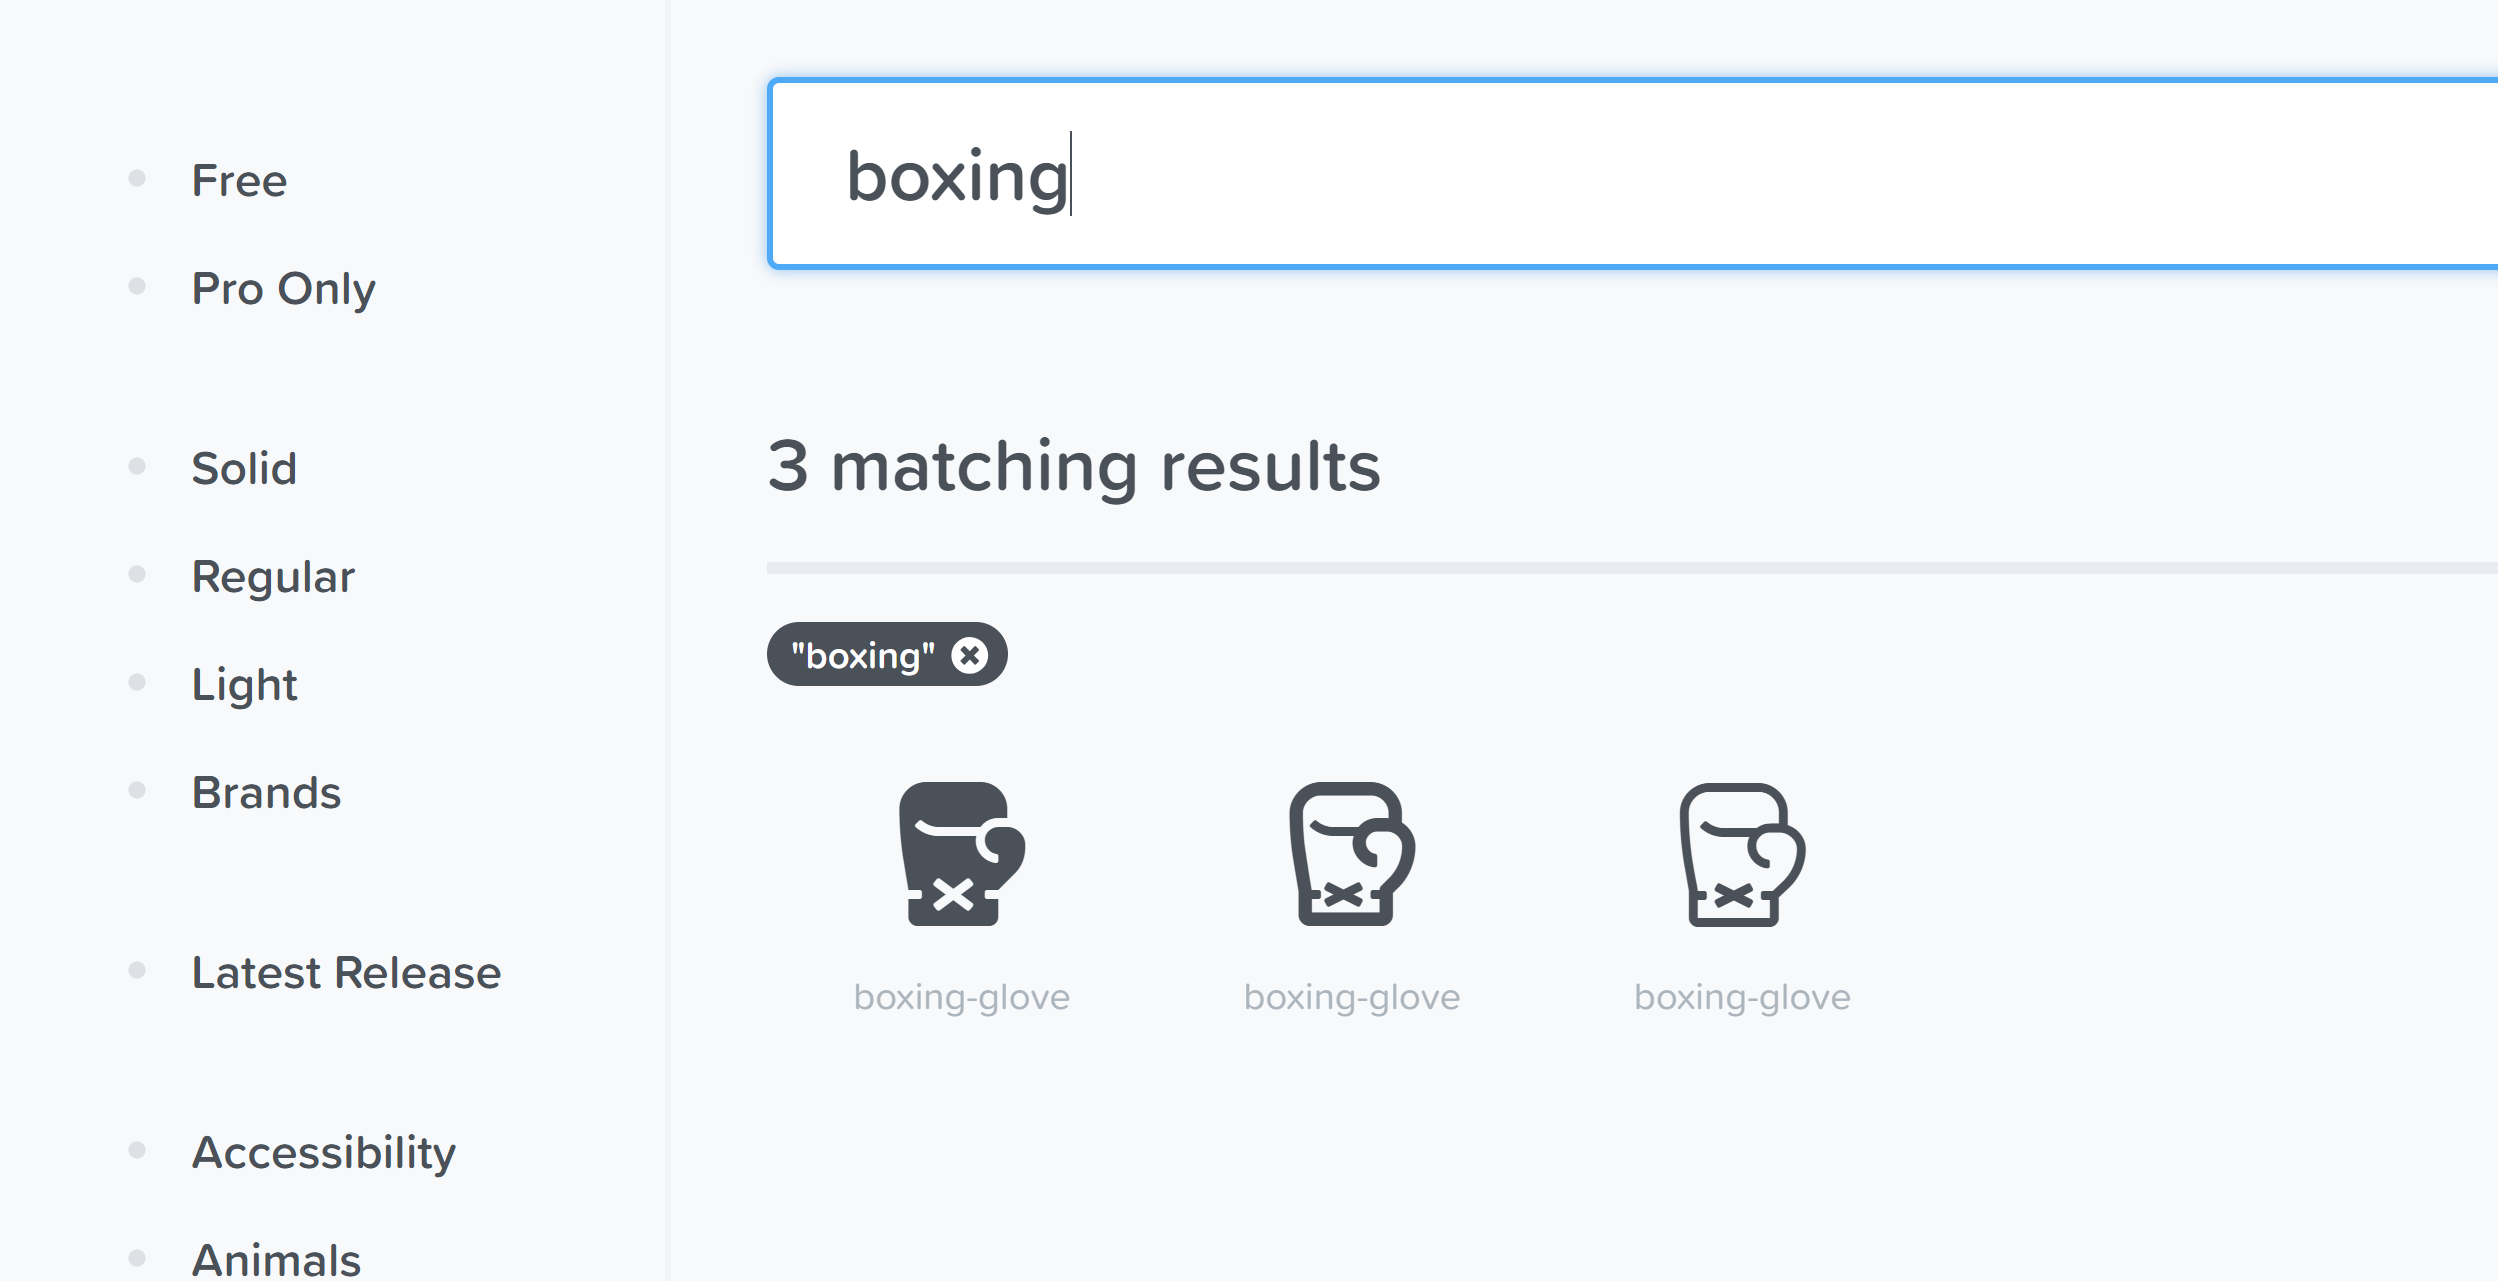 Free
Pro Only
Solid
Regular
Light
Brands
Latest Release
Accessibility
Animals
boxing
3 matching results
"boxing"
boxing-glove
boxing-glove
boxing-glove